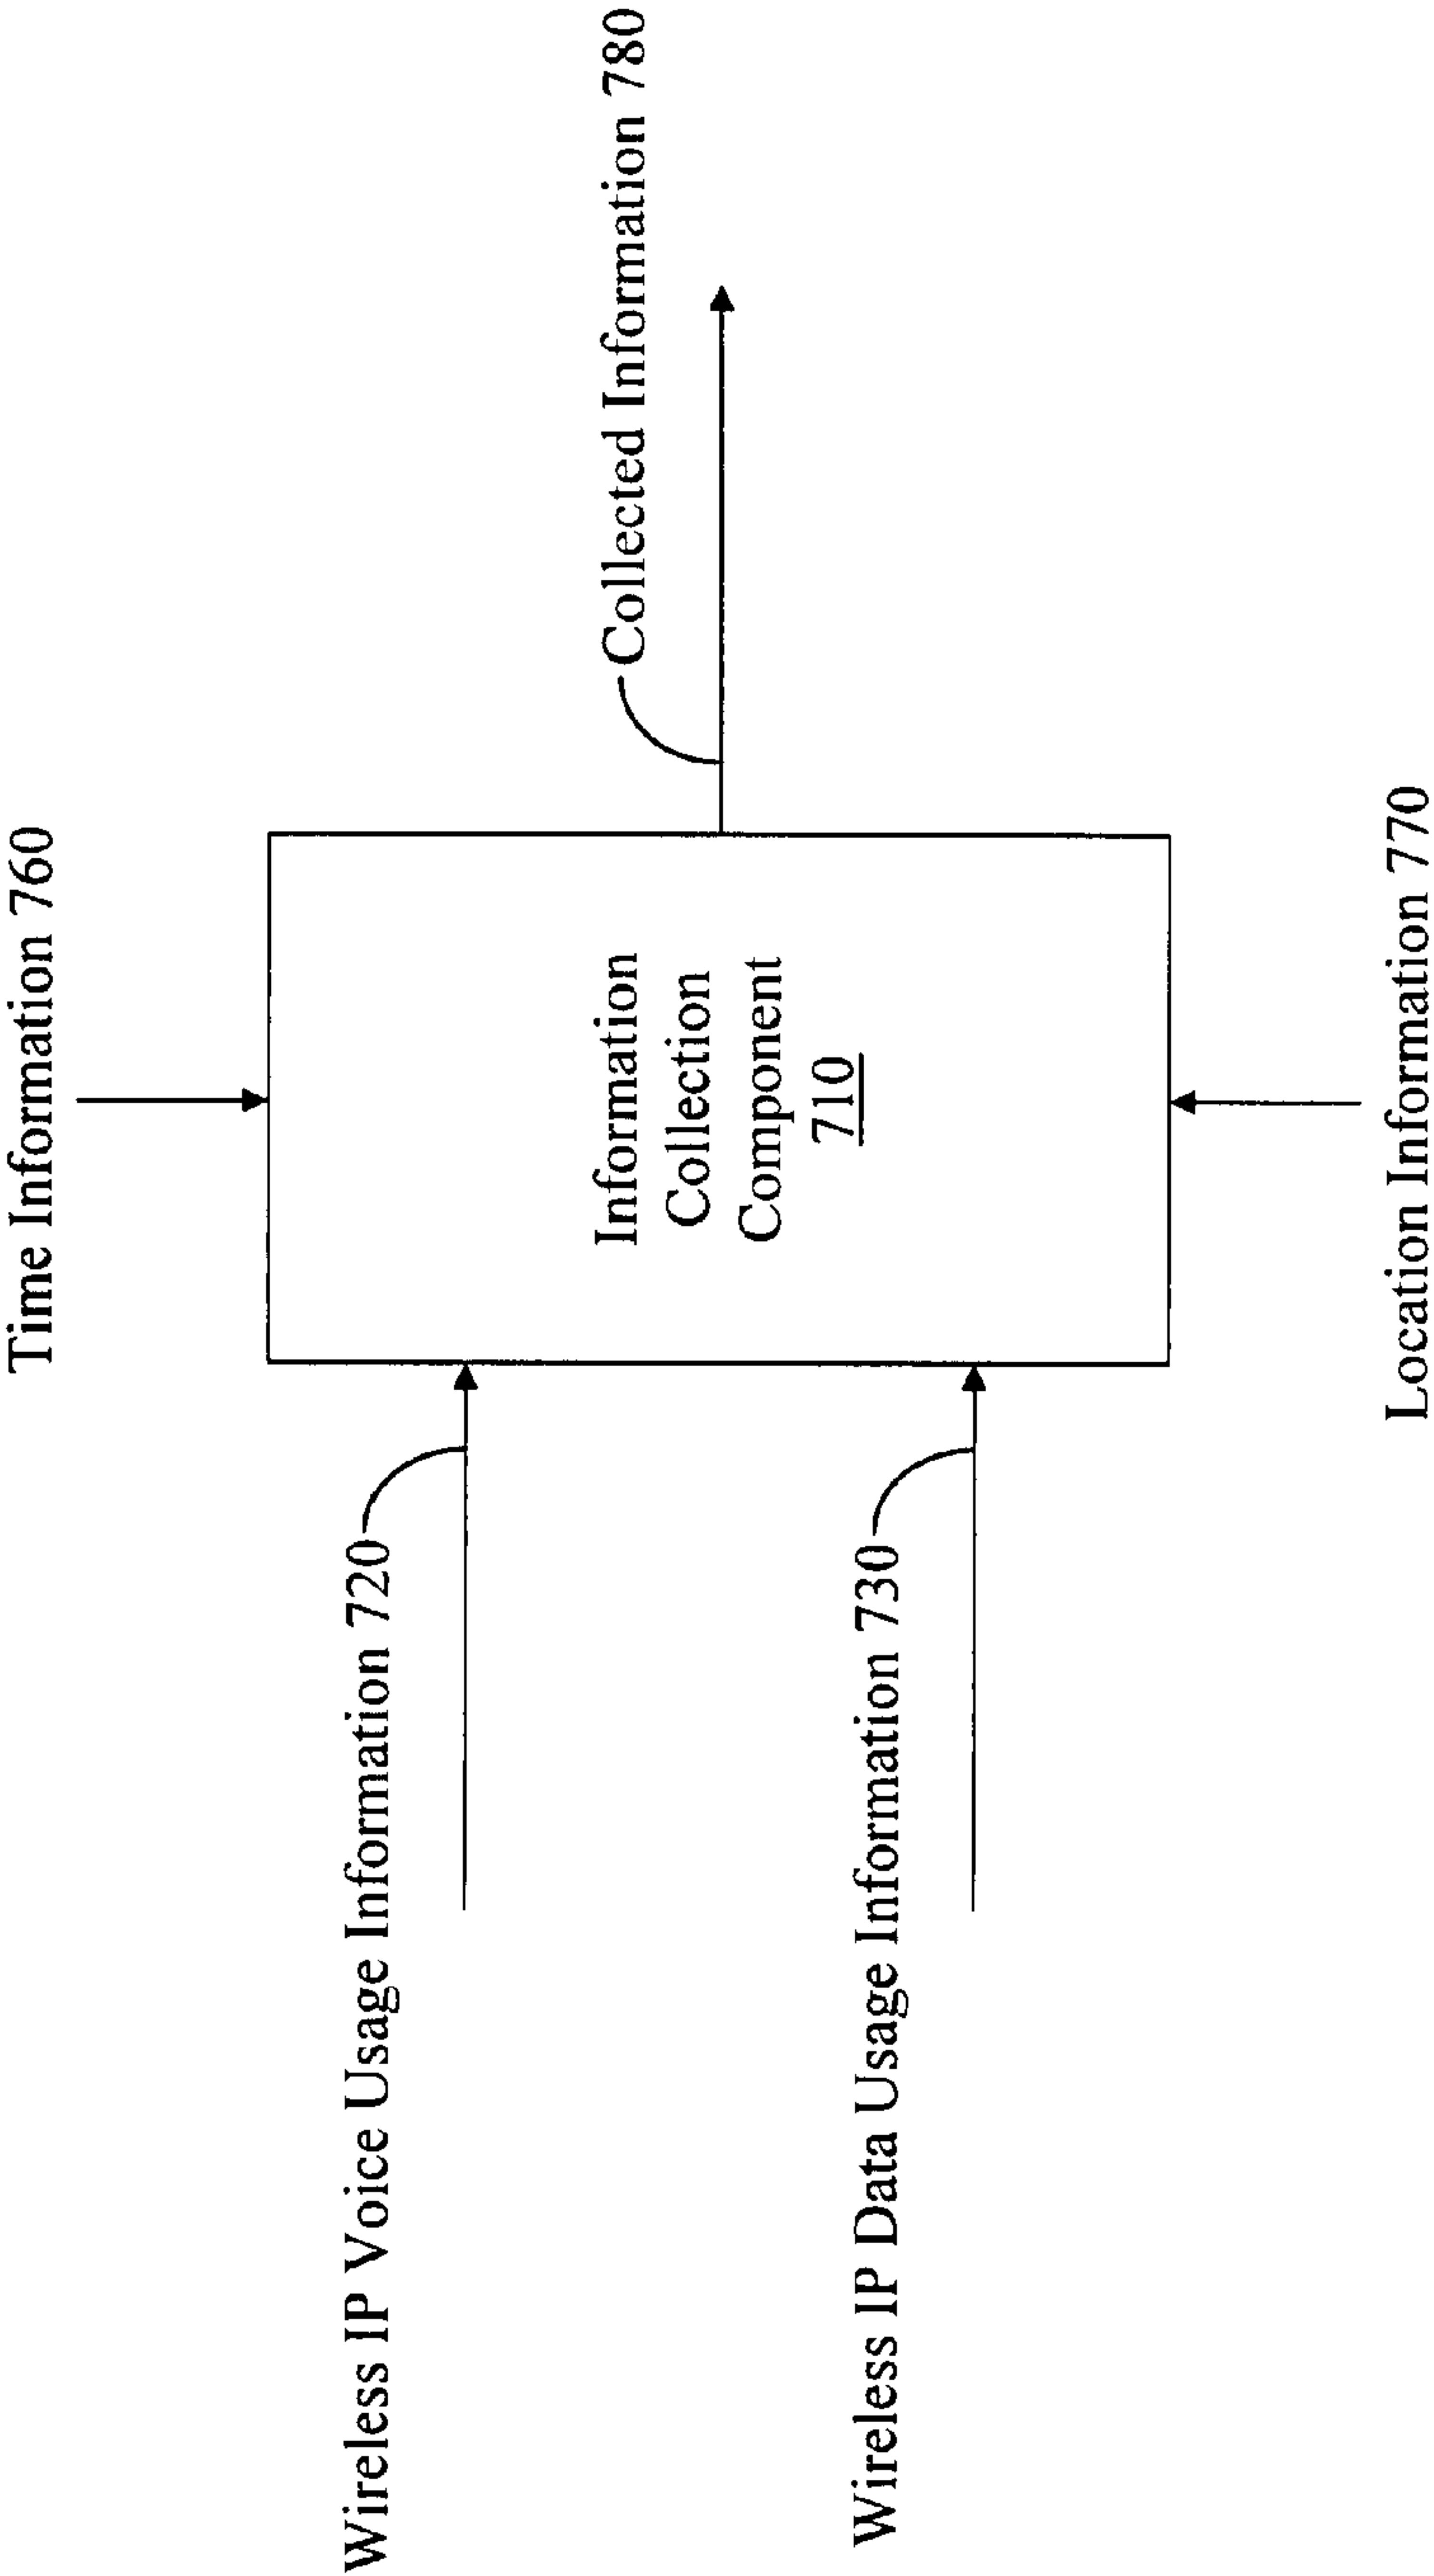 Time Information 760
Wireless IP Voice Usage Information 720
Wireless IP Data Usage Information 730
Information
Collection
Component
710
Collected Information 780
Location Information 770